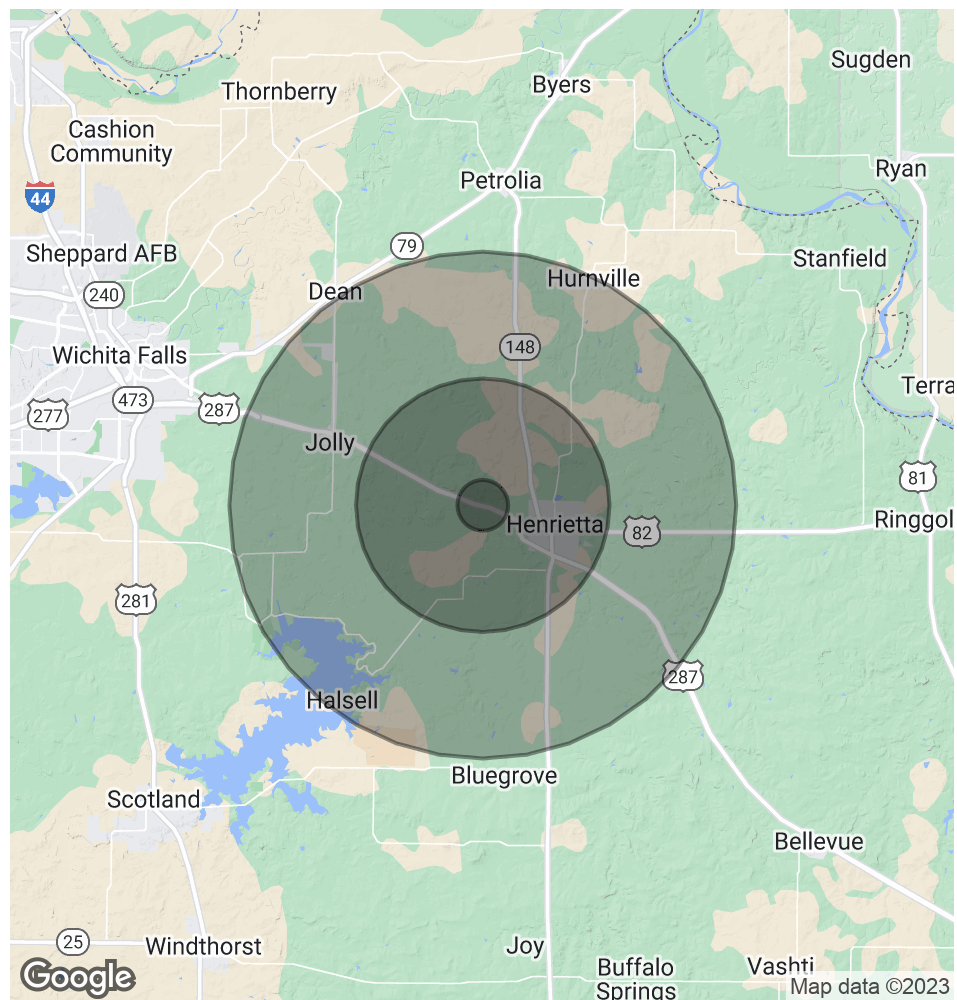 Sugden
Byers
Thornberry
Cashion
Community
Ryan
Petrolia
44
79
Sheppard AFB
Stanfield
Hurnville
Dean
240
148
Wichita Falls
Terra
473
277
287
Jolly
81
Henrietta
82
Ringgol
281
287
Halsell
Bluegrove
Scotland
Bellevue
25
Windthorst
Joy
Buffalo
Springs
Vashti
Google
Map data ©2023